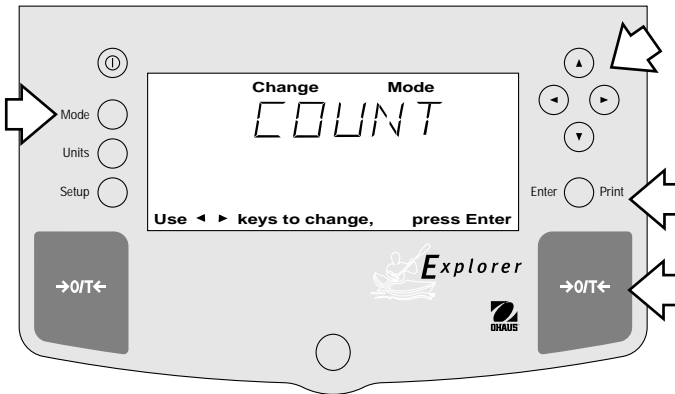 Change Mode
COUNT
Mode
Units
Setup
Use ◄ ► keys to change, press Enter
Enter Print
→0/T← →0/T←
Explorer
OHAUS